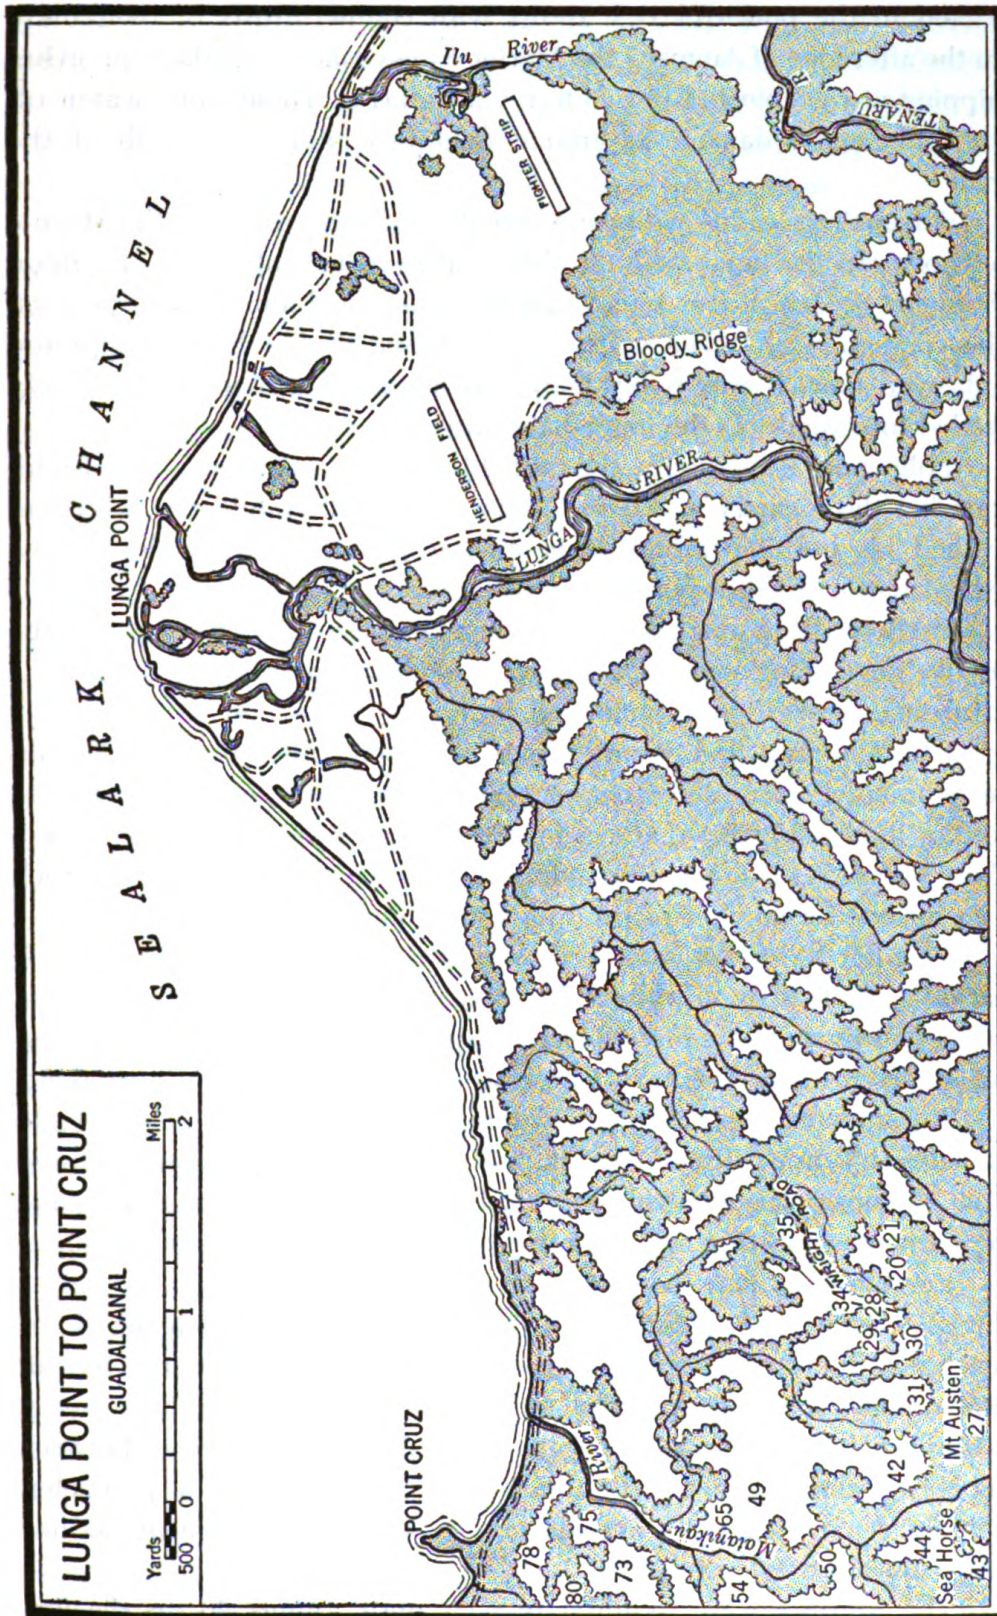 LUNGA POINT TO POINT CRUZ
GUADALCANAL
Yards Miles
500 0 1 2
SEALARK CHANNEL
LUNGA POINT
POINT CRUZ
Ilu River
FIGHTER STRIP
TENARU R
HENDERSON FIELD
Bloody Ridge
LUNGA RIVER
Matanikau River
WRIGHT ROAD
78
75
80
73
65
49
54
50
35
34
28
29
20
21
30
31
42
Mt Austen
27
44
Sea Horse
43